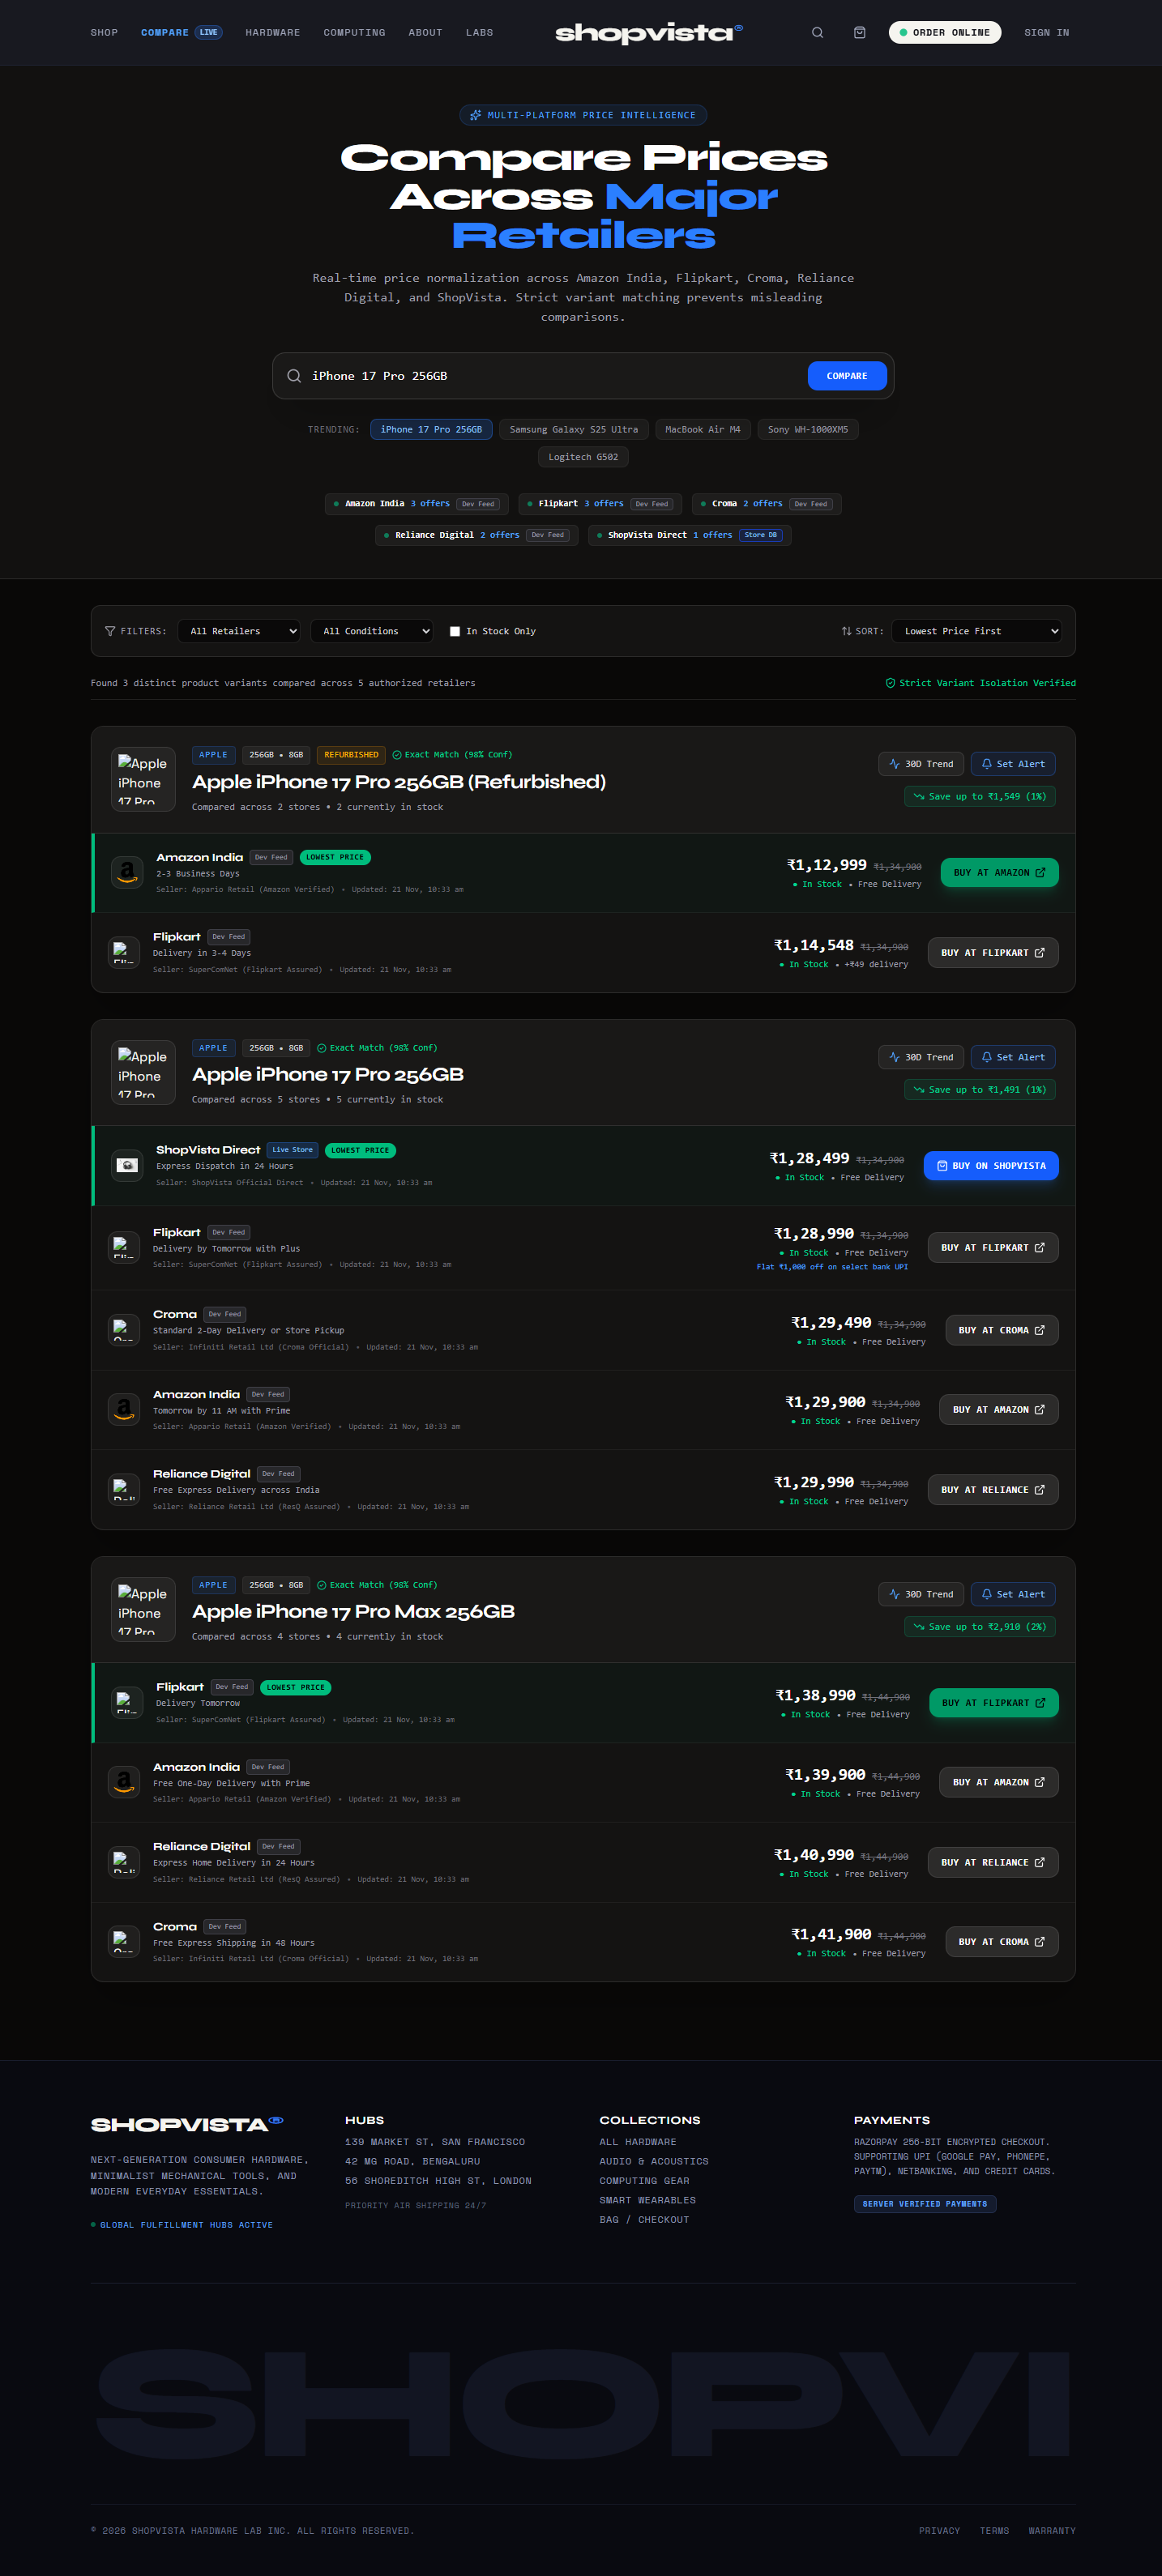 SHOP
COMPARE LIVE
HARDWARE
COMPUTING
ABOUT
LABS
shopvista®
ORDER ONLINE
SIGN IN
MULTI-PLATFORM PRICE INTELLIGENCE
Compare Prices
Across Major
Retailers
Real-time price normalization across Amazon India, Flipkart, Croma, Reliance
Digital, and ShopVista. Strict variant matching prevents misleading
comparisons.
iPhone 17 Pro 256GB
COMPARE
TRENDING: iPhone 17 Pro 256GB Samsung Galaxy S25 Ultra MacBook Air M4 Sony WH-1000XM5
Logitech G502
Amazon India 3 offers Dev Feed Flipkart 3 offers Dev Feed Croma 2 offers Dev Feed
Reliance Digital 2 offers Dev Feed ShopVista Direct 1 offers Store DB
FILTERS: All Retailers All Conditions In Stock Only SORT: Lowest Price First
Found 3 distinct product variants compared across 5 authorized retailers
Strict Variant Isolation Verified
Apple
iPhone
17 Pro
APPLE 256GB • 8GB REFURBISHED Exact Match (98% Conf)
Apple iPhone 17 Pro 256GB (Refurbished)
Compared across 2 stores • 2 currently in stock
30D Trend Set Alert
Save up to ₹1,549 (1%)
Amazon India Dev Feed LOWEST PRICE
2-3 Business Days
Seller: Appario Retail (Amazon Verified) • Updated: 21 Nov, 10:33 am
₹1,12,999 ₹1,34,900
In Stock • Free Delivery
BUY AT AMAZON
Flipkart Dev Feed
Delivery in 3-4 Days
Seller: SuperComNet (Flipkart Assured) • Updated: 21 Nov, 10:33 am
₹1,14,548 ₹1,34,900
In Stock • +₹49 delivery
BUY AT FLIPKART
Apple
iPhone
17 Pro
APPLE 256GB • 8GB Exact Match (98% Conf)
Apple iPhone 17 Pro 256GB
Compared across 5 stores • 5 currently in stock
30D Trend Set Alert
Save up to ₹1,491 (1%)
ShopVista Direct Live Store LOWEST PRICE
Express Dispatch in 24 Hours
Seller: ShopVista Official Direct • Updated: 21 Nov, 10:33 am
₹1,28,499 ₹1,34,900
In Stock • Free Delivery
BUY ON SHOPVISTA
Flipkart Dev Feed
Delivery by Tomorrow with Plus
Seller: SuperComNet (Flipkart Assured) • Updated: 21 Nov, 10:33 am
₹1,28,990 ₹1,34,900
In Stock • Free Delivery
Flat ₹1,000 off on select bank UPI
BUY AT FLIPKART
Croma Dev Feed
Standard 2-Day Delivery or Store Pickup
Seller: Infiniti Retail Ltd (Croma Official) • Updated: 21 Nov, 10:33 am
₹1,29,490 ₹1,34,900
In Stock • Free Delivery
BUY AT CROMA
Amazon India Dev Feed
Tomorrow by 11 AM with Prime
Seller: Appario Retail (Amazon Verified) • Updated: 21 Nov, 10:33 am
₹1,29,900 ₹1,34,900
In Stock • Free Delivery
BUY AT AMAZON
Reliance Digital Dev Feed
Free Express Delivery across India
Seller: Reliance Retail Ltd (ResQ Assured) • Updated: 21 Nov, 10:33 am
₹1,29,990 ₹1,34,900
In Stock • Free Delivery
BUY AT RELIANCE
Apple
iPhone
17 Pro
APPLE 256GB • 8GB Exact Match (98% Conf)
Apple iPhone 17 Pro Max 256GB
Compared across 4 stores • 4 currently in stock
30D Trend Set Alert
Save up to ₹2,910 (2%)
Flipkart Dev Feed LOWEST PRICE
Delivery Tomorrow
Seller: SuperComNet (Flipkart Assured) • Updated: 21 Nov, 10:33 am
₹1,38,990 ₹1,44,900
In Stock • Free Delivery
BUY AT FLIPKART
Amazon India Dev Feed
Free One-Day Delivery with Prime
Seller: Appario Retail (Amazon Verified) • Updated: 21 Nov, 10:33 am
₹1,39,900 ₹1,44,900
In Stock • Free Delivery
BUY AT AMAZON
Reliance Digital Dev Feed
Express Home Delivery in 24 Hours
Seller: Reliance Retail Ltd (ResQ Assured) • Updated: 21 Nov, 10:33 am
₹1,40,990 ₹1,44,900
In Stock • Free Delivery
BUY AT RELIANCE
Croma Dev Feed
Free Express Shipping in 48 Hours
Seller: Infiniti Retail Ltd (Croma Official) • Updated: 21 Nov, 10:33 am
₹1,41,900 ₹1,44,900
In Stock • Free Delivery
BUY AT CROMA
SHOPVISTA®
NEXT-GENERATION CONSUMER HARDWARE,
MINIMALIST MECHANICAL TOOLS, AND
MODERN EVERYDAY ESSENTIALS.
GLOBAL FULFILLMENT HUBS ACTIVE
HUBS
139 MARKET ST, SAN FRANCISCO
42 MG ROAD, BENGALURU
56 SHOREDITCH HIGH ST, LONDON
PRIORITY AIR SHIPPING 24/7
COLLECTIONS
ALL HARDWARE
AUDIO & ACOUSTICS
COMPUTING GEAR
SMART WEARABLES
BAG / CHECKOUT
PAYMENTS
RAZORPAY 256-BIT ENCRYPTED CHECKOUT.
SUPPORTING UPI (GOOGLE PAY, PHONEPE,
PAYTM), NETBANKING, AND CREDIT CARDS.
SERVER VERIFIED PAYMENTS
SHOPVI
© 2026 SHOPVISTA HARDWARE LAB INC. ALL RIGHTS RESERVED.
PRIVACY TERMS WARRANTY